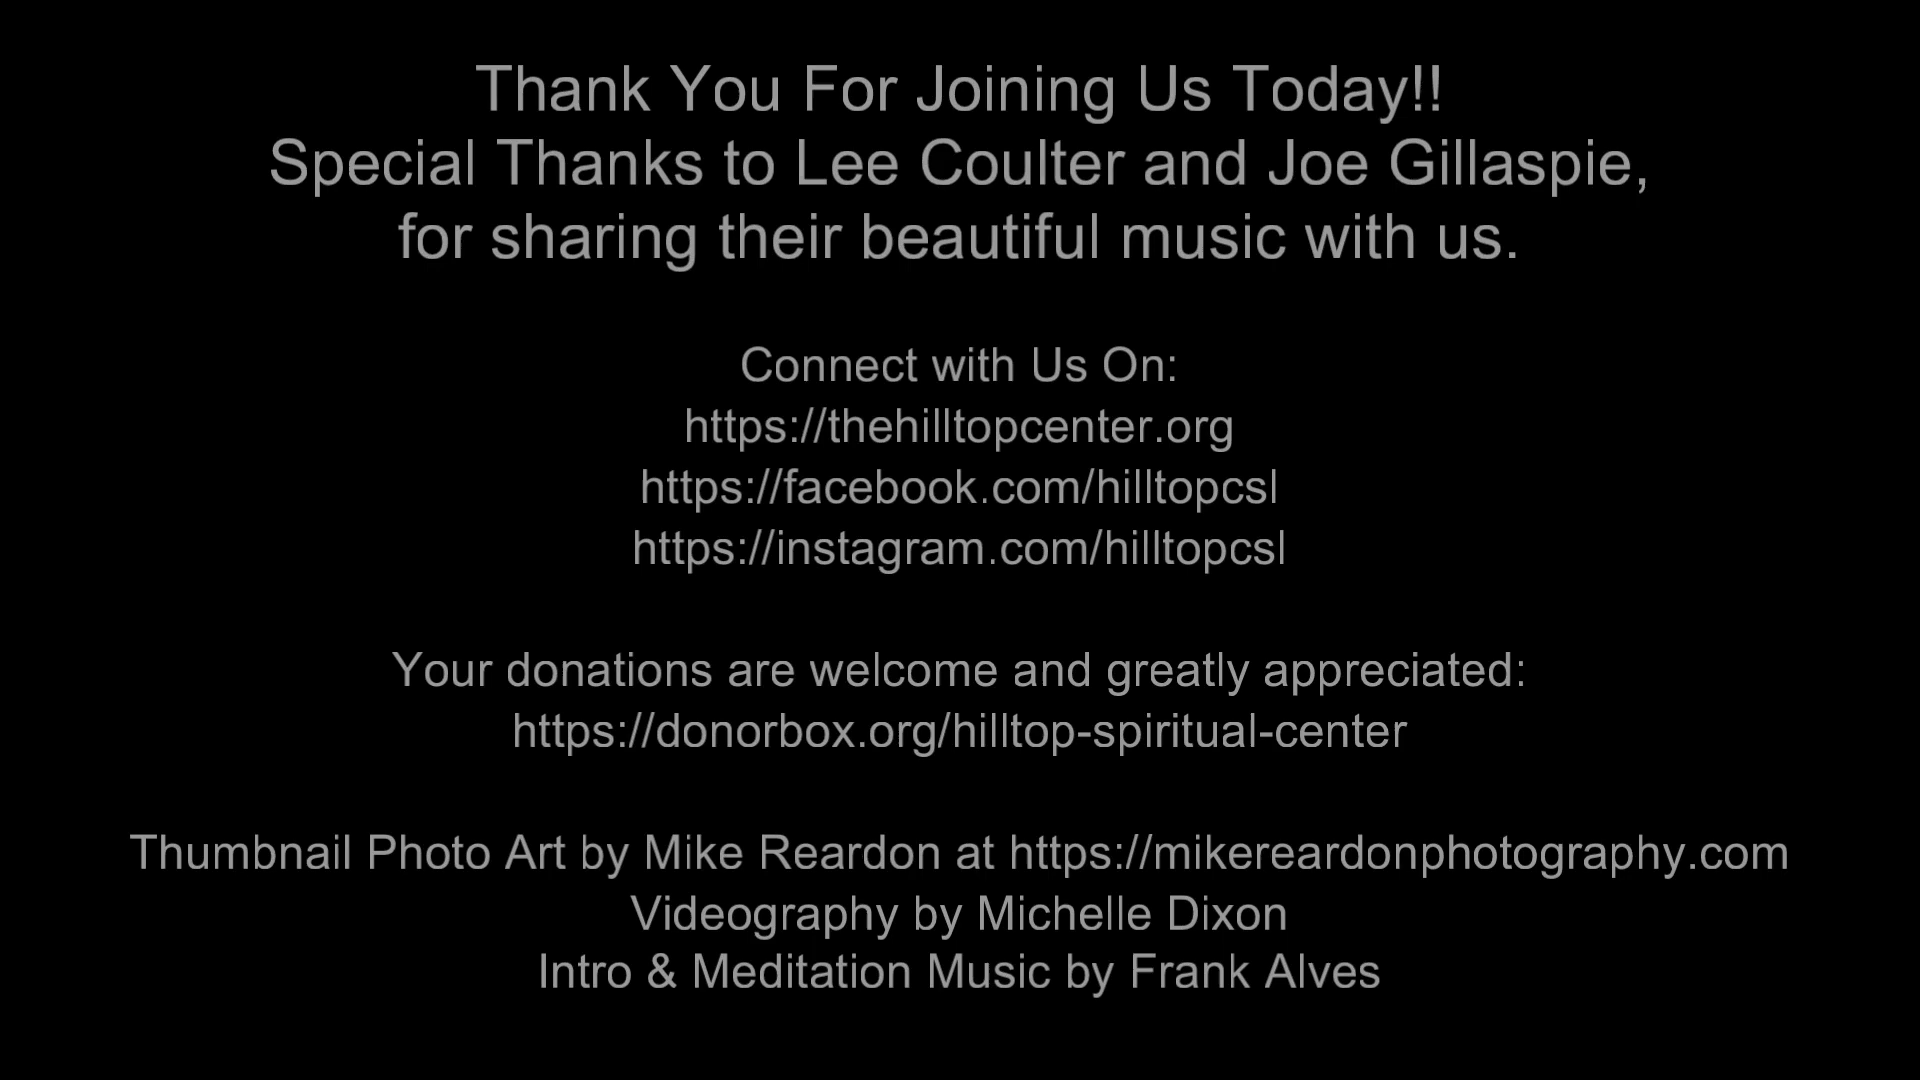 Thank You For Joining Us Today!!
Special Thanks to Lee Coulter and Joe Gillaspie,
for sharing their beautiful music with us.
Connect with Us On:
https://thehilltopcenter.org
https://facebook.com/hilltopcsl
https://instagram.com/hilltopcsl
Your donations are welcome and greatly appreciated:
https://donorbox.org/hilltop-spiritual-center
Thumbnail Photo Art by Mike Reardon at https://mikereardonphotography.com
Videography by Michelle Dixon
Intro & Meditation Music by Frank Alves